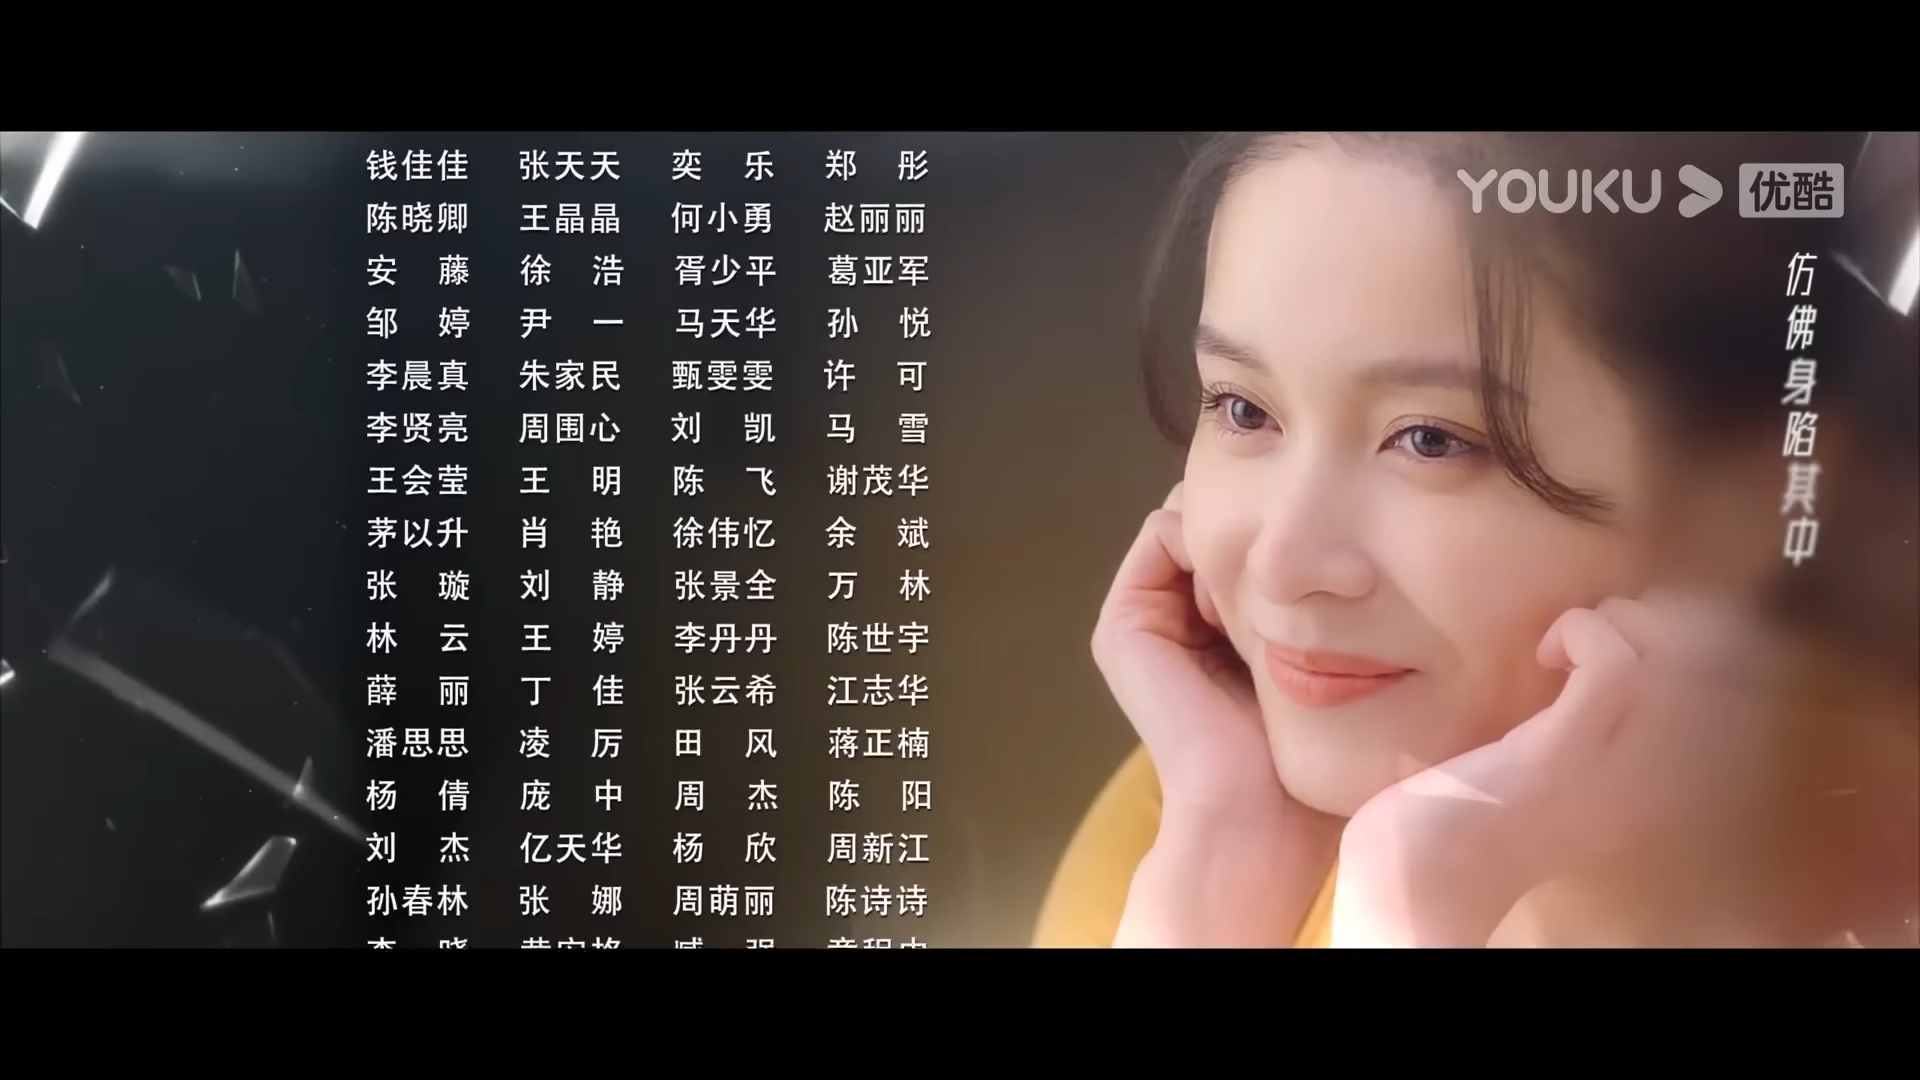 钱佳佳 张天天 奕 乐 郑 彤
陈晓卿 王晶晶 何小勇 赵丽丽
安 藤 徐 浩 胥少平 葛亚军
邹 婷 尹 一 马天华 孙 悦
李晨真 朱家民 甄雯雯 许 可
李贤亮 周围心 刘 凯 马 雪
王会莹 王 明 陈 飞 谢茂华
茅以升 肖 艳 徐伟忆 余 斌
张 璇 刘 静 张景全 万 林
林 云 王 婷 李丹丹 陈世宇
薛 丽 丁 佳 张云希 江志华
潘思思 凌 厉 田 风 蒋正楠
杨 倩 庞 中 周 杰 陈 阳
刘 杰 亿天华 杨 欣 周新江
孙春林 张 娜 周萌丽 陈诗诗
YOUKU 优酷
仿佛身陷其中